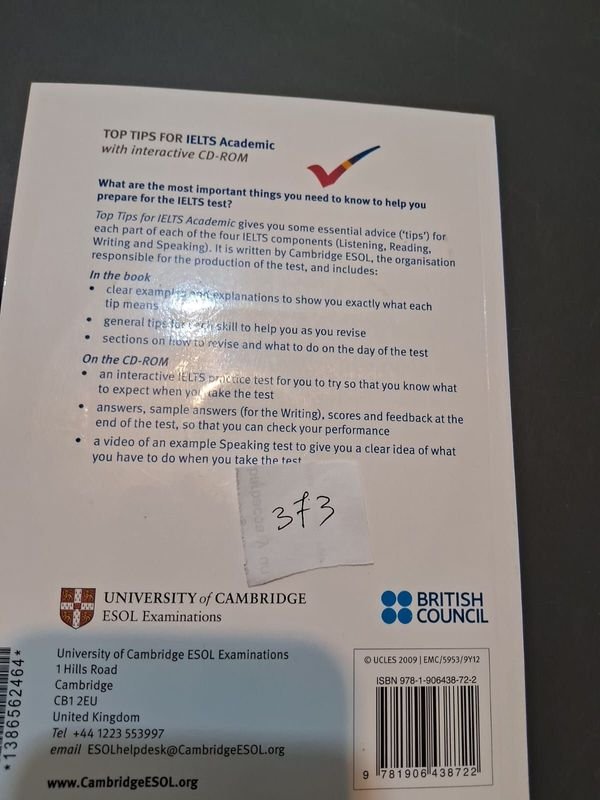 TOP TIPS FOR IELTS Academic
with interactive CD-ROM
What are the most important things you need to know to help you
prepare for the IELTS test?
Top Tips for IELTS Academic gives you some essential advice ('tips') for
each part of each of the four IELTS components (Listening, Reading,
Writing and Speaking). It is written by Cambridge ESOL, the organisation
responsible for the production of the test, and includes:
In the book
• clear examples and explanations to show you exactly what each
tip means
• general tips for each skill to help you as you revise
• sections on how to revise and what to do on the day of the test
On the CD-ROM
• an interactive IELTS practice test for you to try so that you know what
to expect when you take the test
• answers, sample answers (for the Writing), scores and feedback at the
end of the test, so that you can check your performance
• a video of an example Speaking test to give you a clear idea of what
you have to do when you take the test
373
UNIVERSITY of CAMBRIDGE
ESOL Examinations
BRITISH
COUNCIL
University of Cambridge ESOL Examinations
1 Hills Road
Cambridge
CB1 2EU
United Kingdom
Tel +44 1223 553997
email ESOLhelpdesk@CambridgeESOL.org
www.CambridgeESOL.org
*13865562464*
© UCLES 2009 | EMC/5953/9Y12
ISBN 978-1-906438-72-2
9 781906 438722